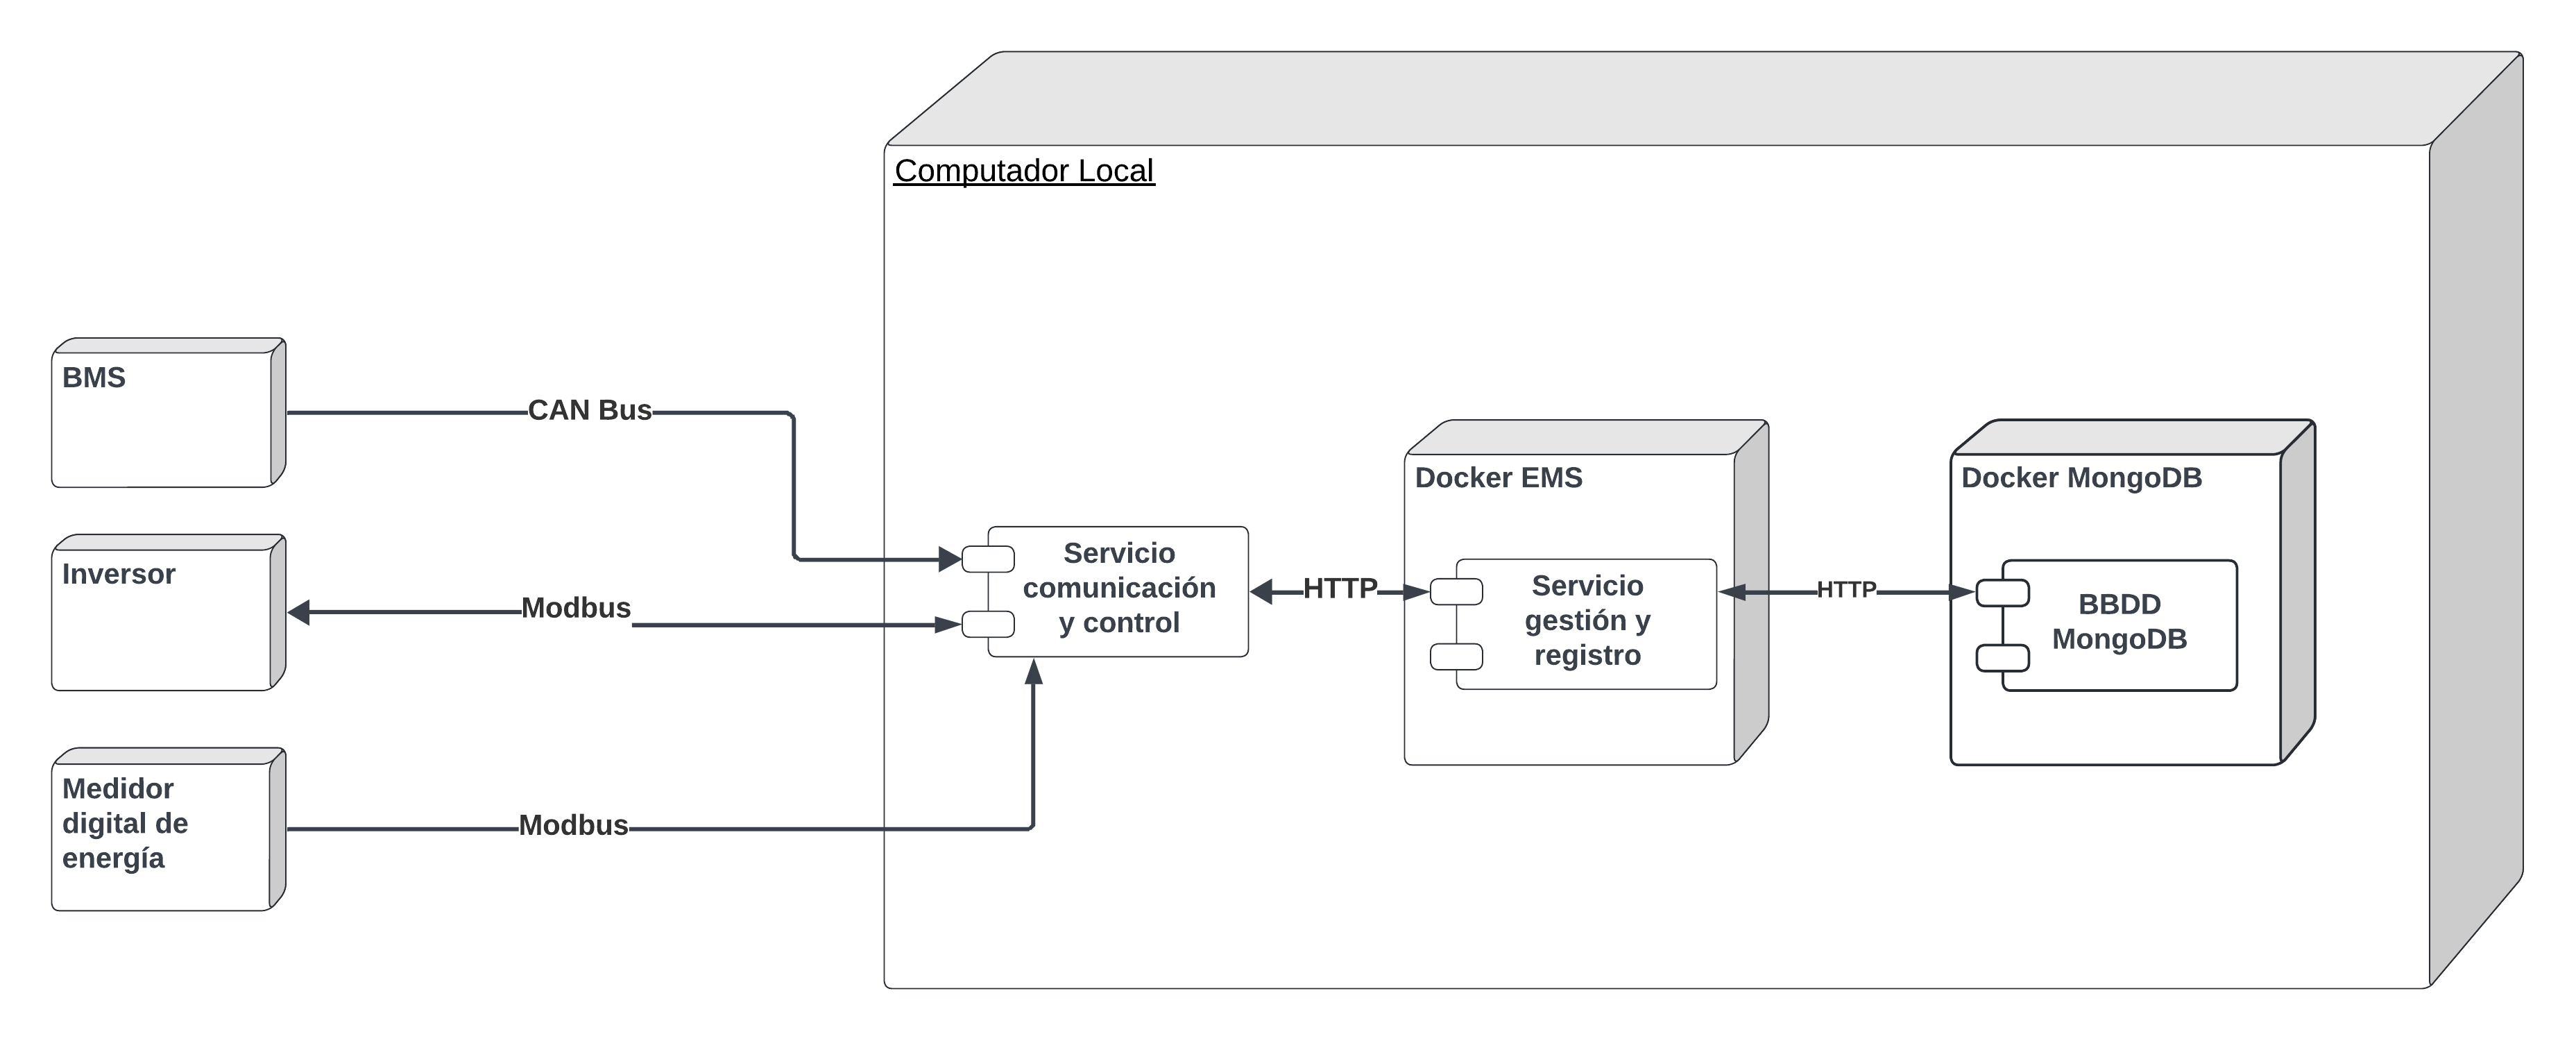 Computador Local
BMS
CAN Bus
Inversor
Modbus
Medidor
digital de
energía
Modbus
Servicio
comunicación
y control
HTTP
Docker EMS
Servicio
gestión y
registro
HTTP
Docker MongoDB
BBDD
MongoDB